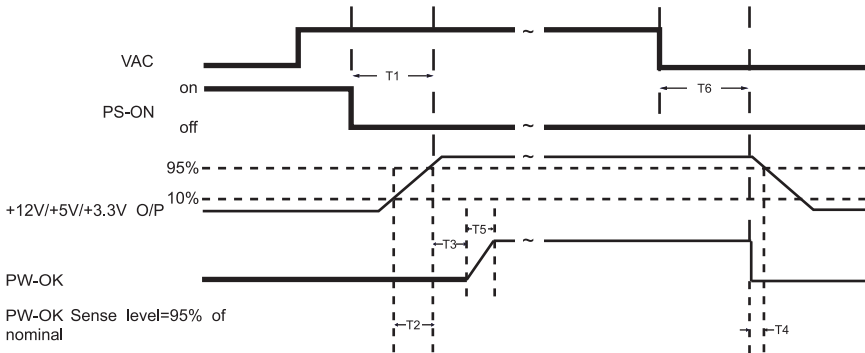 VAC
T1
T6
on
PS-ON
off
95%
10%
+12V/+5V/+3.3V O/P
T5
T3
PW-OK
PW-OK Sense level=95% of
nominal
T2
T4
~
~
~
~